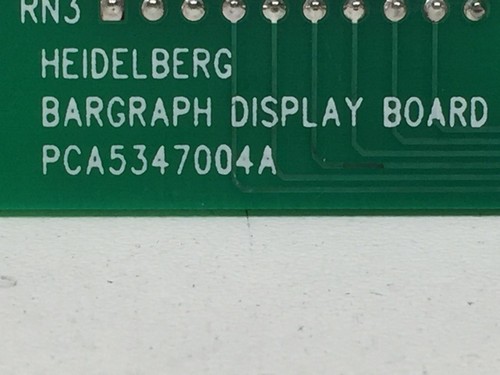 RN3
HEIDELBERG
BARGRAPH DISPLAY BOARD
PCA5347004A